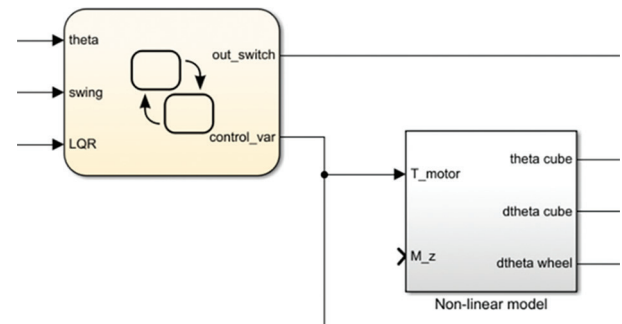 theta
swing
LQR
out_switch
control_var
T_motor
M_z
theta cube
dtheta cube
dtheta wheel
Non-linear model